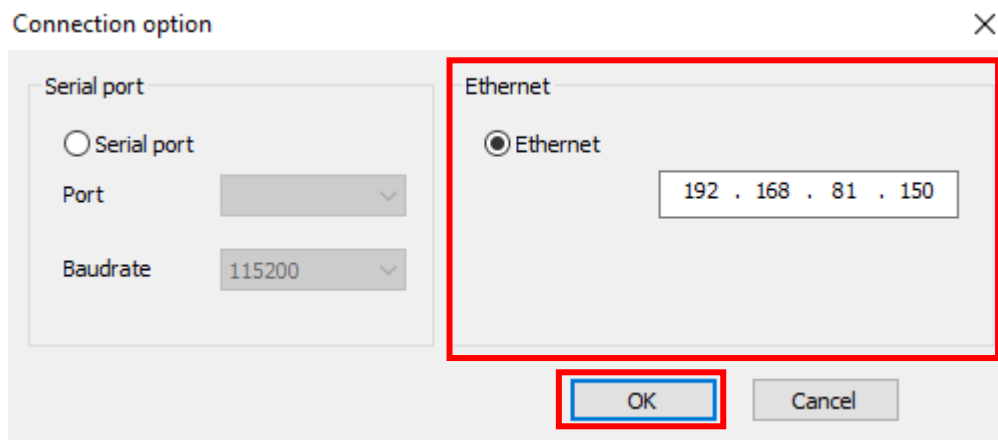 Connection option
Serial port
Serial port
Port
Baudrate
115200
Ethernet
Ethernet
192 . 168 . 81 . 150
OK
Cancel